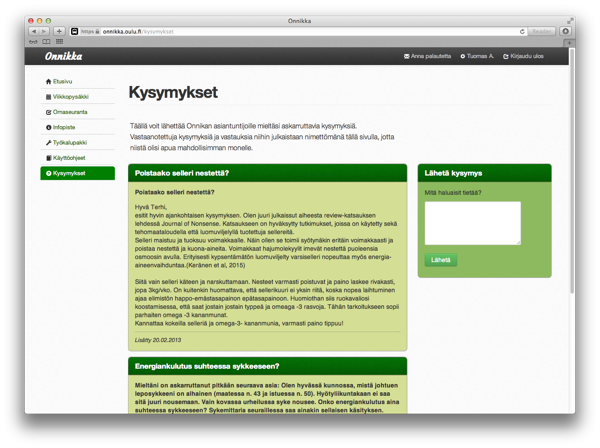 Onnikka
https
onnikka.oulu.fi/kysymykset
Reader
Onnikka
Anna palautetta
Tuomas A.
Kirjaudu ulos
Etusivu
Viikkopysäkki
Omaseuranta
Infopiste
Työkalupakki
Käyttöohjeet
Kysymykset
Kysymykset
Täällä voit lähettää Onnikan asiantuntijoille mieltäsi askarruttavia kysymyksiä.
Vastaanotettuja kysymyksiä ja vastauksia niihin julkaistaan nimettömänä tällä sivulla, jotta
niistä olisi apua mahdollisimman monelle.
Poistaako selleri nestettä?
Poistaako selleri nestettä?
Hyvä Terhi,
esitit hyvin ajankohtaisen kysymyksen. Olen juuri julkaissut aiheesta review-katsauksen
lehdessä Journal of Nonsense. Katsaukseen on hyväksytty tutkimukset, joissa on käytetty sekä
tehomaataloudella että luomuviljelyllä tuotettuja sellereitä.
Selleri maistuu ja tuoksuu voimakkaalle. Näin ollen se toimii syötynäkin erittäin voimakkaasti ja
poistaa nestettä ja kuona-aineita. Voimakkaat hajumolekyylit imevät nestettä puoleensa
osmoosin avulla. Erityisesti kypsentämätön luomuviljelty varsiselleri nopeuttaa myös energia-
aineenvaihduntaa.(Keränen et al, 2015)
Siitä vain selleri käteen ja narskuttamaan. Nesteet varmasti poistuvat ja paino laskee rivakasti,
jopa 3kg/vko. On kuitenkin huomattava, että sellerikuuri ei yksin riitä, koska nopea laihtuminen
ajaa elimistön happo-emästasapainon epätasapainoon. Huomiothan siis ruokavaliosi
koostamisessa, että saat jostain jostain typpeä ja omeaga -3 rasvoja. Tähän tarkoitukseen sopii
parhaiten omega -3 kananmunat.
Kannattaa kokeilla selleriä ja omega-3- kananmunia, varmasti paino tippuu!
Lisätty 20.02.2013
Lähetä kysymys
Mitä haluaisit tietää?
Lähetä
Energiankulutus suhteessa sykkeeseen?
Mieltäni on askarruttanut pitkään seuraava asia: Olen hyvässä kunnossa, mistä johtuen
leposykkeeni on alhainen (maatessa n. 43 ja istuessa n. 50). Hyötyliikuntakaan ei saa
sitä juuri nousemaan. Vain kovassa urheilussa syke nousee. Onko energiankulutus aina
suhteessa sykkeeseen? Sykemittaria seuraillessa saa ainakin sellaisen käsityksen.